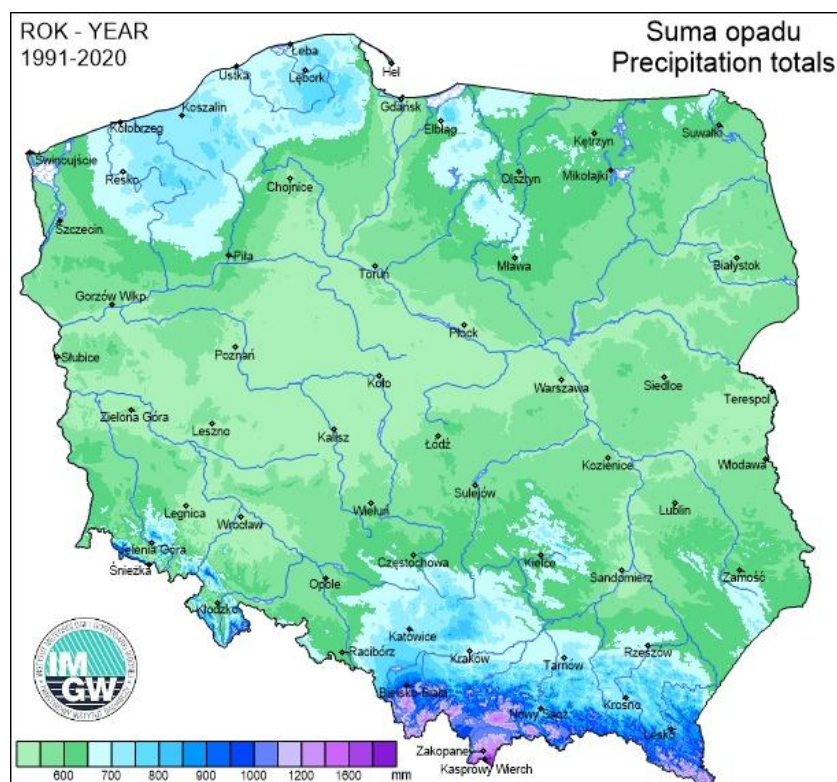 ROK - YEAR
1991-2020
Suma opadu
Precipitation totals
Łeba
Ustka
Lębork
Hel
Koszalin
Gdańsk
Kołobrzeg
Elbląg
Kętrzyn
Suwałki
Świnoujście
Resko
Chojnice
Olsztyn
Mikołajki
Szczecin
Piła
Toruń
Mława
Białystok
Gorzów Wlkp.
Płock
Słubice
Poznań
Koło
Warszawa
Siedlce
Terespol
Zielona Góra
Leszno
Kalisz
Łódź
Kozienice
Włodawa
Sulejów
Legnica
Wrocław
Wieluń
Lublin
Jelenia Góra
Śnieżka
Częstochowa
Kielce
Opole
Sandomierz
Zamość
Kłodzko
Katowice
Racibórz
Kraków
Tarnów
Rzeszów
Bielsko-Biała
Nowy Sącz
Krosno
Lesko
Zakopane
Kasprowy Wierch
IM
GW
600 700 800 900 1000 1200 1600 mm